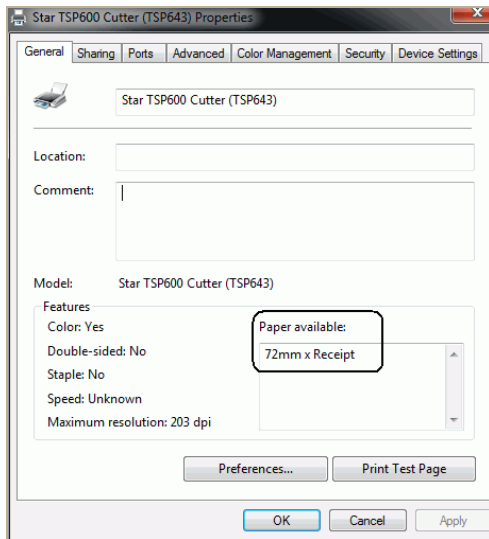 Star TSP600 Cutter (TSP643) Properties
General Sharing Ports Advanced Color Management Security Device Settings
Star TSP600 Cutter (TSP643)
Location:
Comment:
Model: Star TSP600 Cutter (TSP643)
Features
Color: Yes
Paper available:
Double-sided: No
72mm x Receipt
Staple: No
Speed: Unknown
Maximum resolution: 203 dpi
Preferences... Print Test Page
OK Cancel Apply